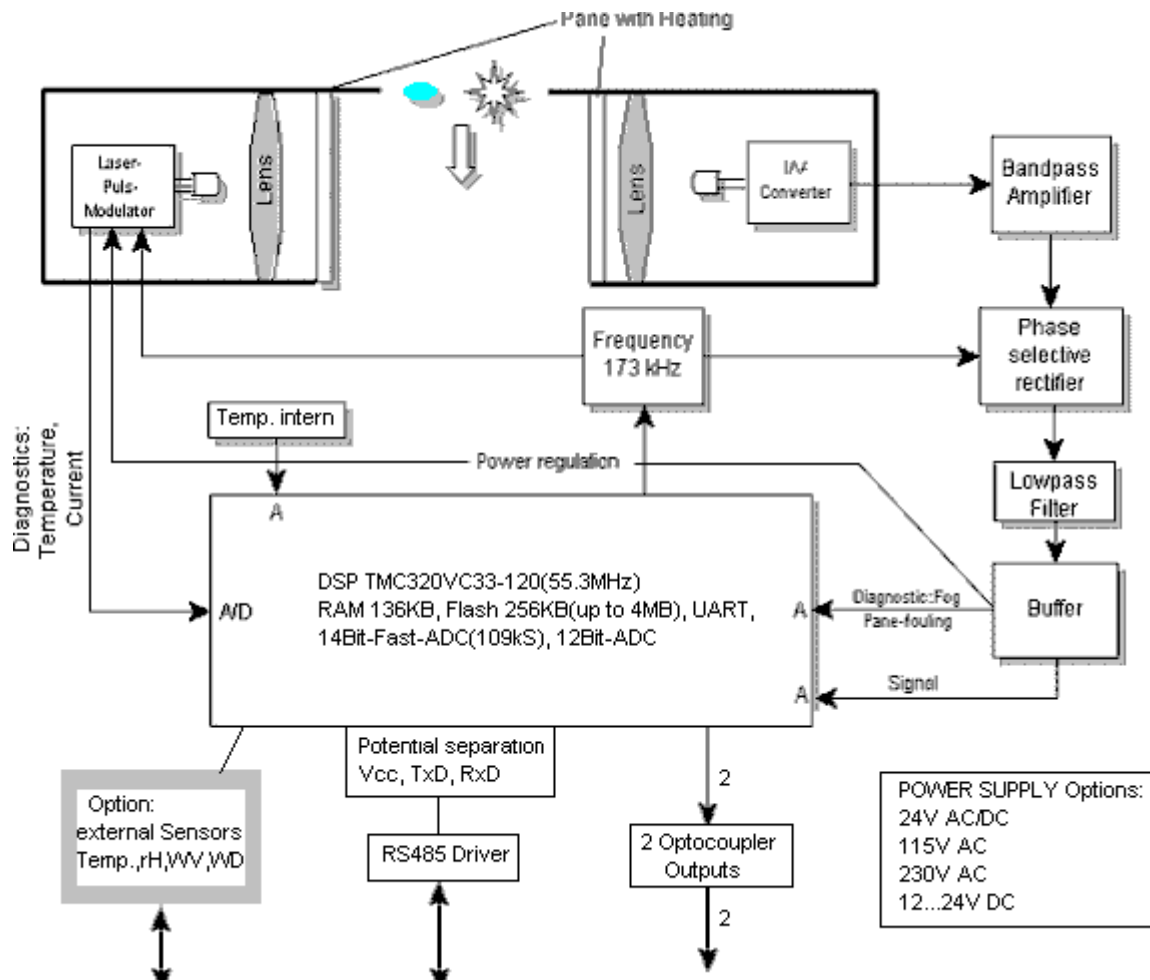 Pane with Heating
Laser-
Puls-
Modulator
Lens
Lens
Converter
Bandpass
Amplifier
Frequency
173 kHz
Phase
selective
rectifier
Temp. intern
Diagnostics:
Temperature,
Current
Power regulation
Lowpass
Filter
A
DSP TMC320VC33-120(55.3MHz)
RAM 136KB, Flash 256KB(up to 4MB), UART,
14Bit-Fast-ADC(109kS), 12Bit-ADC
A/D
A
Diagnostic::Fog
Pane-fouling
Buffer
A
Signal
Potential separation
Vcc, TxD, RxD
2
Option:
external Sensors
Temp.,rH,WV,WD
RS485 Driver
2 Optocoupler
Outputs
2
POWER SUPPLY Options:
24V AC/DC
115V AC
230V AC
12...24V DC